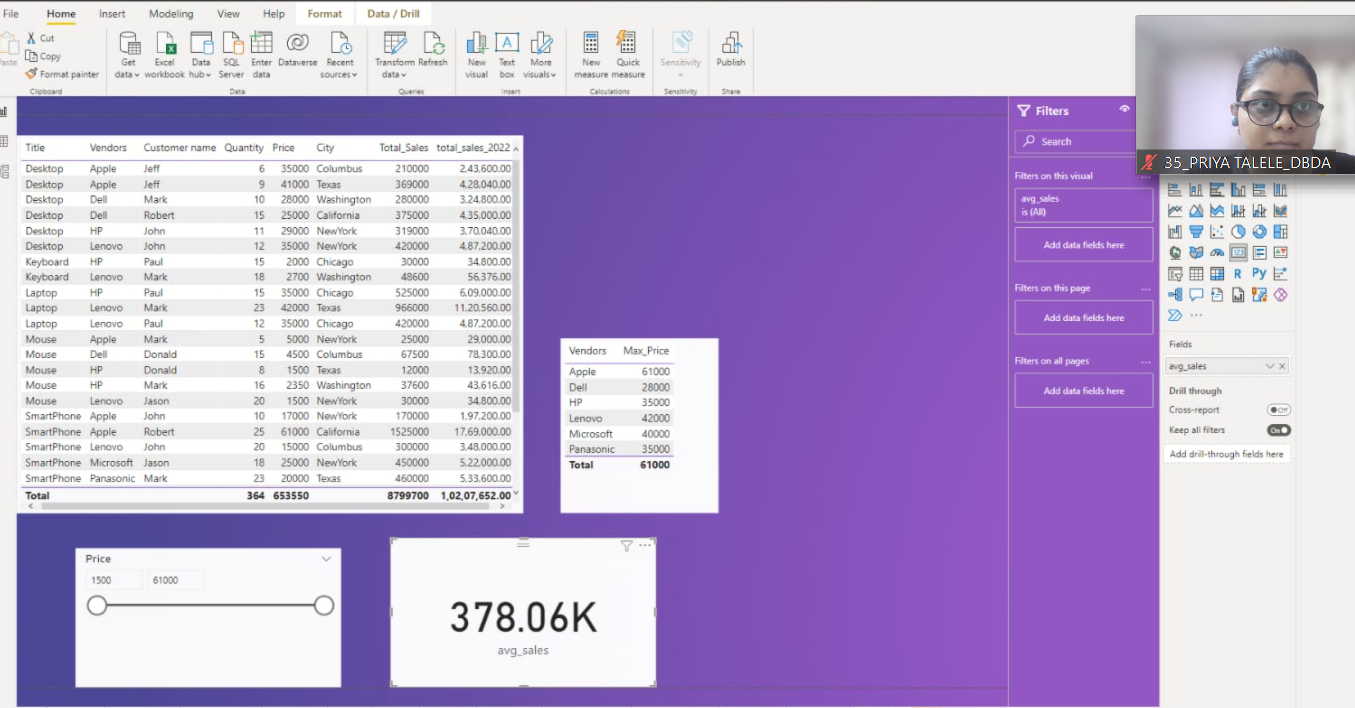 File Home Insert Modeling View Help Format Data / Drill
Cut
Copy
Format painter
Clipboard
Get data
Excel workbook
Data hub
SQL Server
Enter data
Dataverse
Recent sources
Data
Transform data
Refresh
Queries
New visual
Text box
More visuals
Insert
New measure
Quick measure
Calculations
Sensitivity
Sensitivity
Publish
Share
35_PRIYA TALELE_DBDA
Title Vendors Customer name Quantity Price City Total_Sales total_sales_2022
Desktop Apple Jeff 6 35000 Columbus 210000 2,43,600.00
Desktop Apple Jeff 9 41000 Texas 369000 4,28,040.00
Desktop Dell Mark 10 28000 Washington 280000 3,24,800.00
Desktop Dell Robert 15 25000 California 375000 4,35,000.00
Desktop HP John 11 29000 NewYork 319000 3,70,040.00
Desktop Lenovo John 12 35000 NewYork 420000 4,87,200.00
Keyboard HP Paul 15 2000 Chicago 30000 34,800.00
Keyboard Lenovo Mark 18 2700 Washington 48600 56,376.00
Laptop HP Paul 15 35000 Chicago 525000 6,09,000.00
Laptop Lenovo Mark 23 42000 Texas 966000 11,20,560.00
Laptop Lenovo Paul 12 35000 Chicago 420000 4,87,200.00
Mouse Apple Mark 5 5000 NewYork 25000 29,000.00
Mouse Dell Donald 15 4500 Columbus 67500 78,300.00
Mouse HP Donald 8 1500 Texas 12000 13,920.00
Mouse HP Mark 16 2350 Washington 37600 43,616.00
Mouse Lenovo Jason 20 1500 NewYork 30000 34,800.00
SmartPhone Apple John 10 17000 NewYork 170000 1,97,200.00
SmartPhone Apple Robert 25 61000 California 1525000 17,69,000.00
SmartPhone Lenovo John 20 15000 Columbus 300000 3,48,000.00
SmartPhone Microsoft Jason 18 25000 NewYork 450000 5,22,000.00
SmartPhone Panasonic Mark 23 20000 Texas 460000 5,33,600.00
Total 364 653550 8799700 1,02,07,652.00
Vendors Max_Price
Apple 61000
Dell 28000
HP 35000
Lenovo 42000
Microsoft 40000
Panasonic 35000
Total 61000
Price
1500 61000
378.06K
avg_sales
Filters
Search
Filters on this visual
avg_sales
is (All)
Add data fields here
Filters on this page
Add data fields here
Filters on all pages
Add data fields here
R Py
123
Fields
avg_sales
Drill through
Cross-report Off
Keep all filters On
Add drill-through fields here